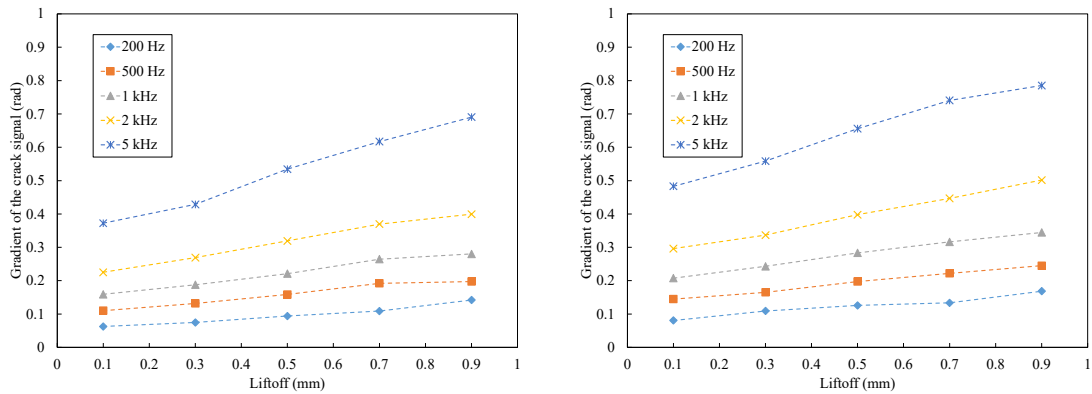 1
0.9
0.8
0.7
0.6
0.5
0.4
0.3
0.2
0.1
0
Gradient of the crack signal (rad)
200 Hz
500 Hz
1 kHz
2 kHz
5 kHz
0 0.1 0.2 0.3 0.4 0.5 0.6 0.7 0.8 0.9 1
Liftoff (mm)
1
0.9
0.8
0.7
0.6
0.5
0.4
0.3
0.2
0.1
0
Gradient of the crack signal (rad)
200 Hz
500 Hz
1 kHz
2 kHz
5 kHz
0 0.1 0.2 0.3 0.4 0.5 0.6 0.7 0.8 0.9 1
Liftoff (mm)